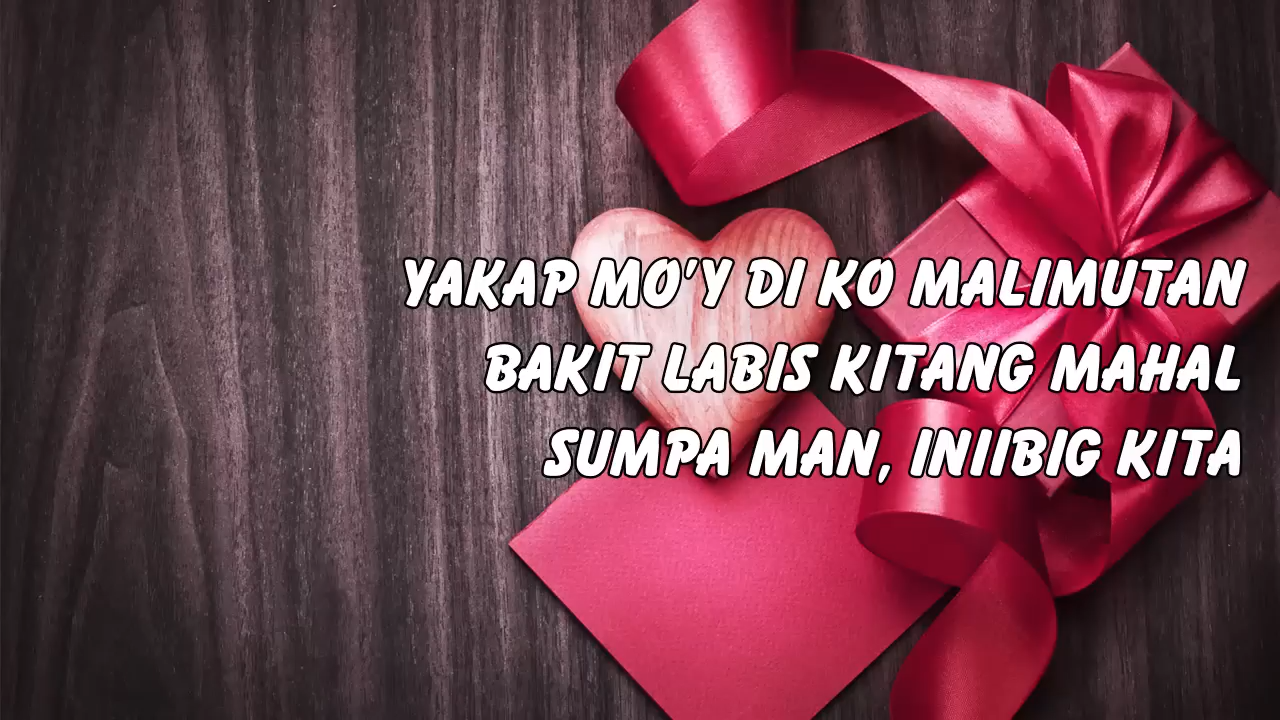 YAKAP MO'Y DI KO MALIMUTAN
BAKIT LABIS KITANG MAHAL
SUMPA MAN, INIIBIG KITA